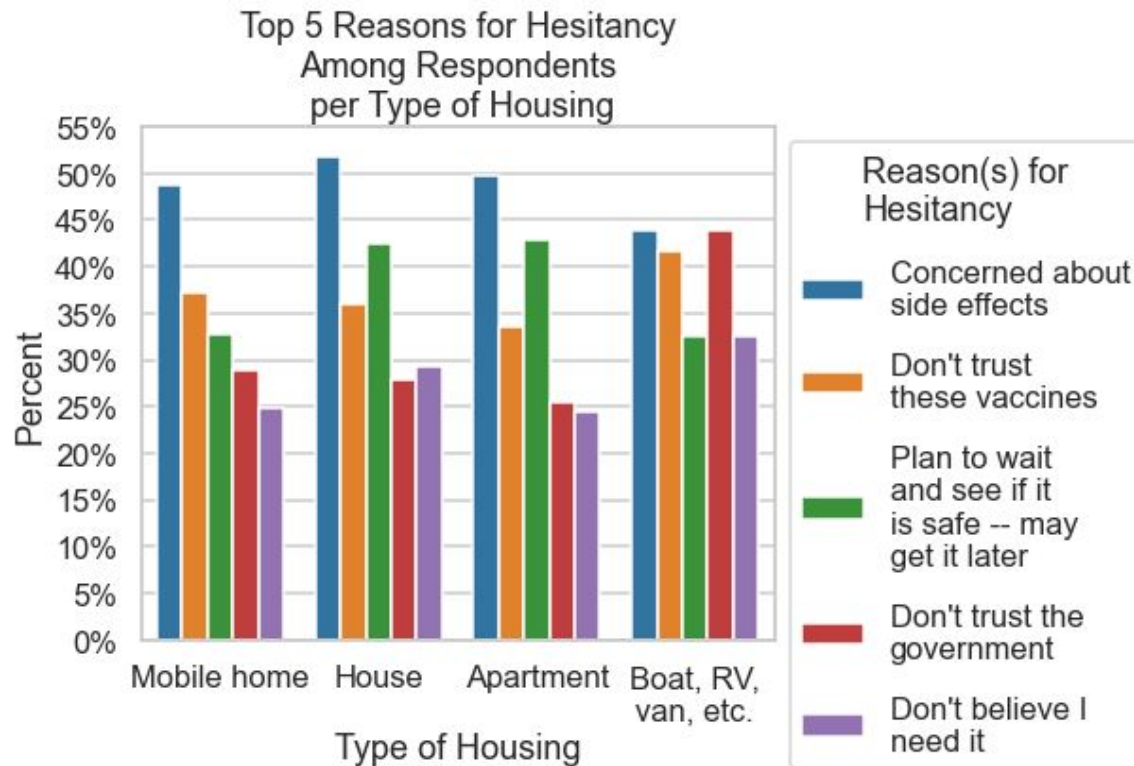 Top 5 Reasons for Hesitancy
Among Respondents
per Type of Housing
55%
50%
45%
40%
35%
30%
25%
20%
15%
10%
5%
0%
Percent
Mobile home
House
Apartment
Boat, RV,
van, etc.
Type of Housing
Reason(s) for
Hesitancy
Concerned about
side effects
Don't trust
these vaccines
Plan to wait
and see if it
is safe -- may
get it later
Don't trust the
government
Don't believe I
need it